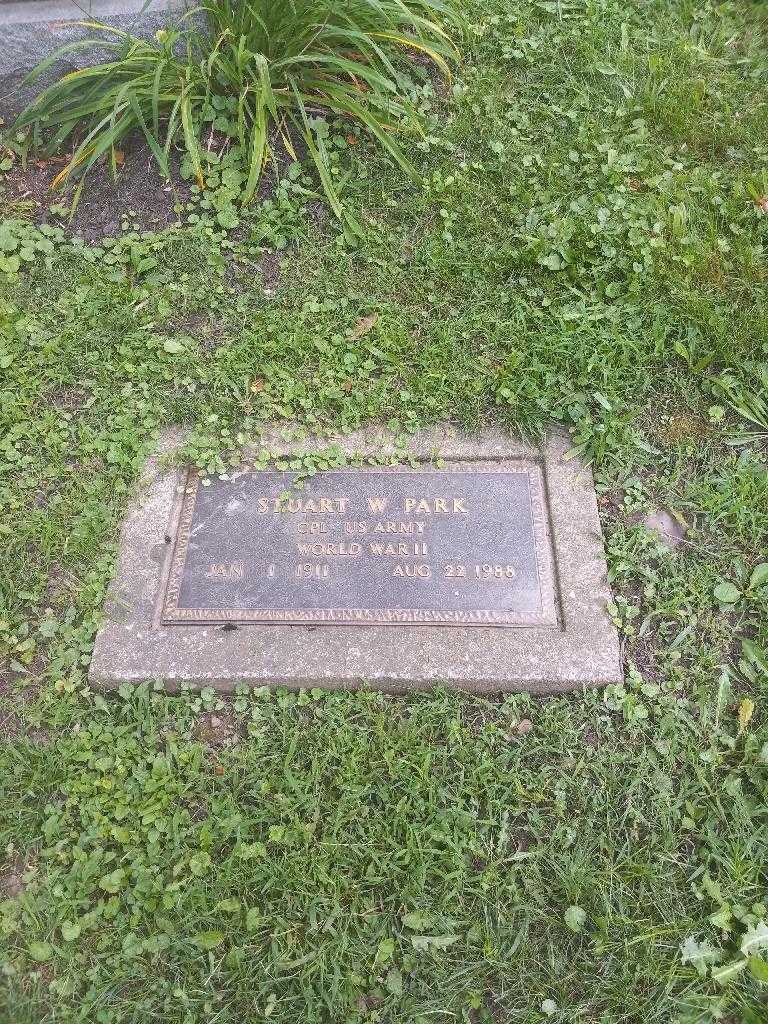 STUART W PARK
CPL US ARMY
WORLD WAR II
JAN 1 1911 AUG 22 1988